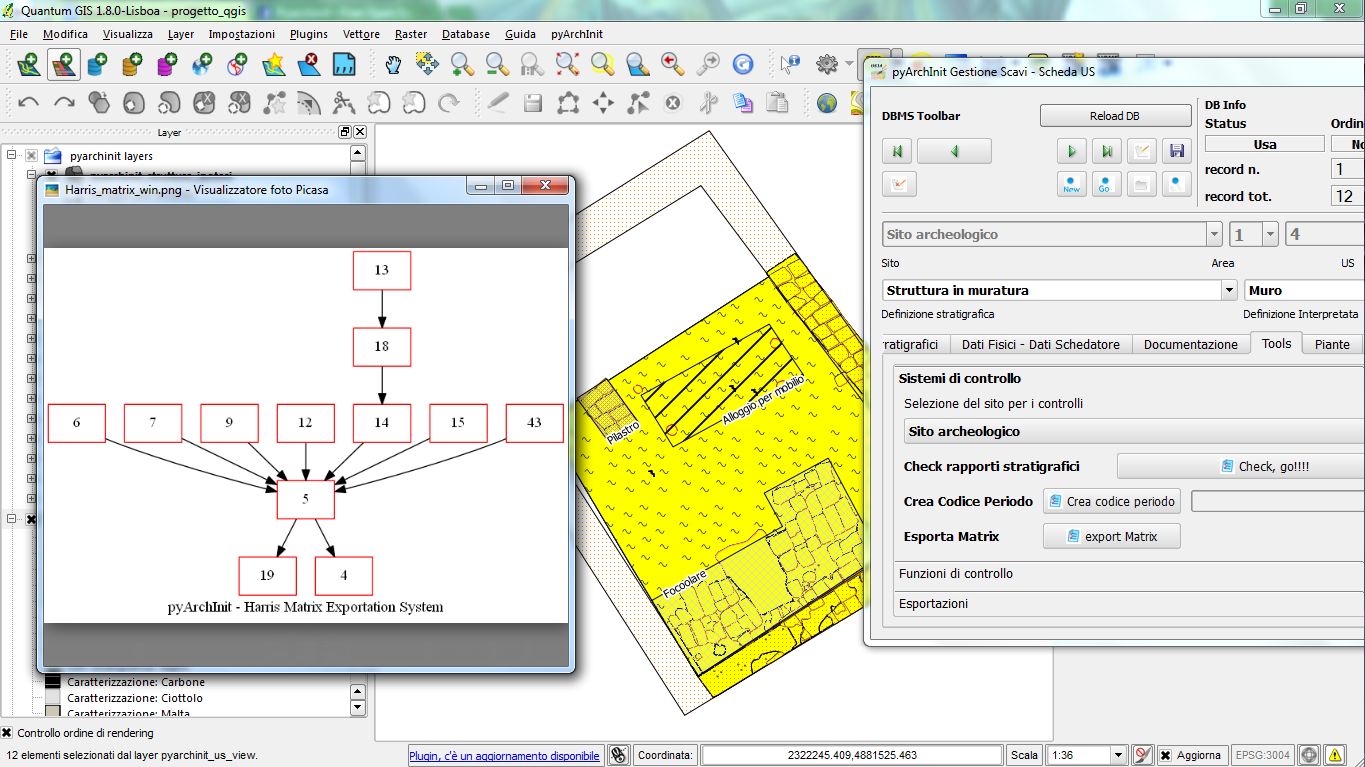 Quantum GIS 1.8.0-Lisboa - progetto_qgis
File Modifica Visualizza Layer Impostazioni Plugins Vettore Raster Database Guida pyArchInit
Layer
pyarchinit layers
Harris_matrix_win.png - Visualizzatore foto Picasa
13
18
6 7 9 12 14 15 43
5
19 4
pyArchInit - Harris Matrix Exportation System
Caratterizzazione: Carbone
Caratterizzazione: Ciottolo
Caratterizzazione: Malta
Controllo ordine di rendering
Alloggio per mobilio
Pilastro
Focoolare
pyArchInit Gestione Scavi - Scheda US
DBMS Toolbar
Reload DB
DB Info
Status
Ordin
Usa
No
record n.
1
record tot.
12
New
Go
Sito archeologico
1
4
Sito
Area
US
Struttura in muratura
Muro
Definizione stratigrafica
Definizione Interpretata
ratigrafici
Dati Fisici - Dati Schedatore
Documentazione
Tools
Piante
Sistemi di controllo
Selezione del sito per i controlli
Sito archeologico
Check rapporti stratigrafici
Check, go!!!!
Crea Codice Periodo
Crea codice periodo
Esporta Matrix
export Matrix
Funzioni di controllo
Esportazioni
12 elementi selezionati dal layer pyarchinit_us_view.
Plugin, c'è un aggiornamento disponibile
Coordinata:
2322245.409,4881525.463
Scala
1:36
Aggiorna
EPSG:3004